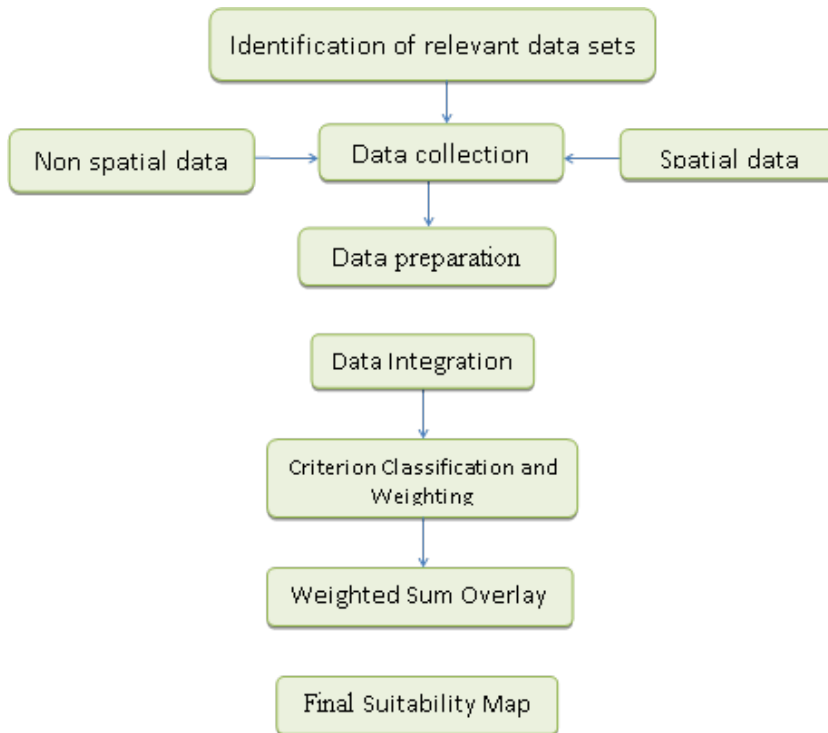 Identification of relevant data sets
Non spatial data
Data collection
Spatial data
Data preparation
Data Integration
Criterion Classification and
Weighting
Weighted Sum Overlay
Final Suitability Map